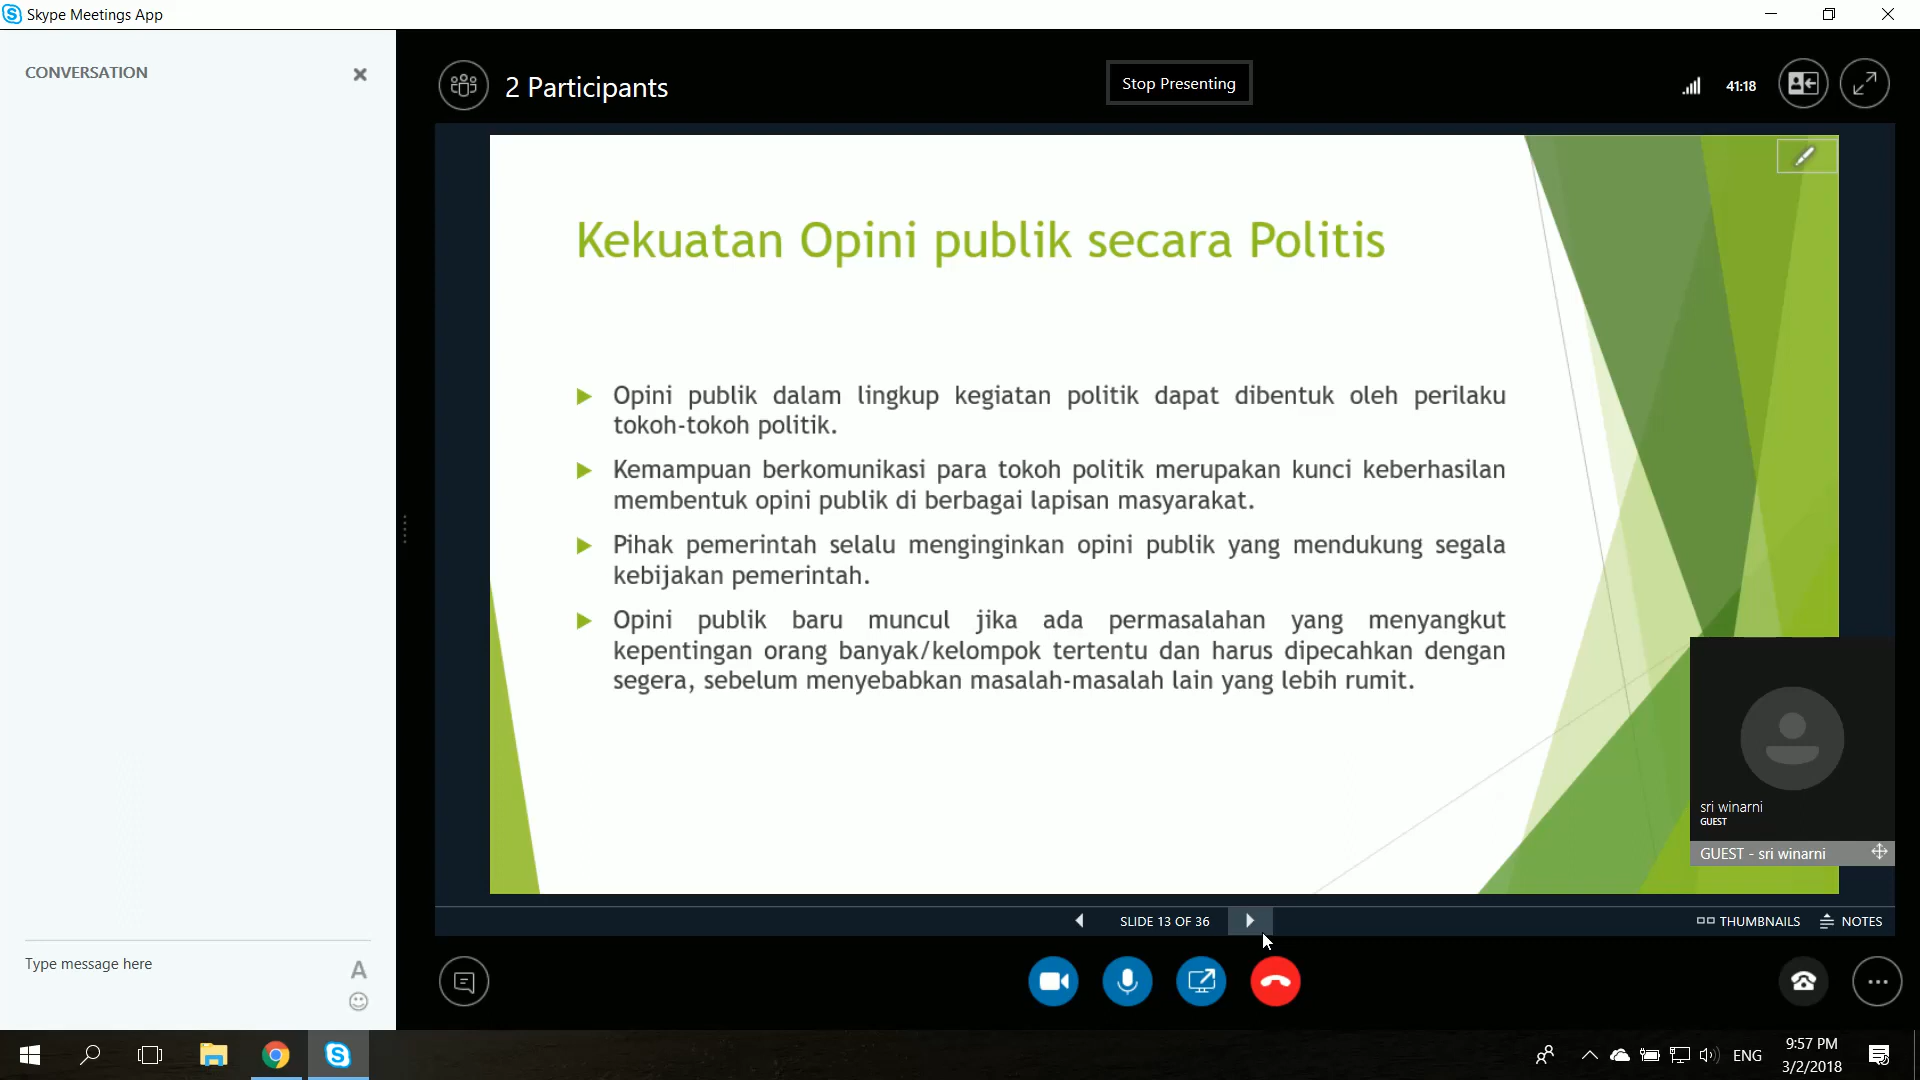 Skype Meetings App
CONVERSATION
2 Participants
Stop Presenting
41:18
Kekuatan Opini publik secara Politis
Opini publik dalam lingkup kegiatan politik dapat dibentuk oleh perilaku
tokoh-tokoh politik.
Kemampuan berkomunikasi para tokoh politik merupakan kunci keberhasilan
membentuk opini publik di berbagai lapisan masyarakat.
Pihak pemerintah selalu menginginkan opini publik yang mendukung segala
kebijakan pemerintah.
Opini publik baru muncul jika ada permasalahan yang menyangkut
kepentingan orang banyak/kelompok tertentu dan harus dipecahkan dengan
segera, sebelum menyebabkan masalah-masalah lain yang lebih rumit.
sri winarni
GUEST
GUEST - sri winarni
SLIDE 13 OF 36
THUMBNAILS
NOTES
Type message here
A
ENG
9:57 PM
3/2/2018